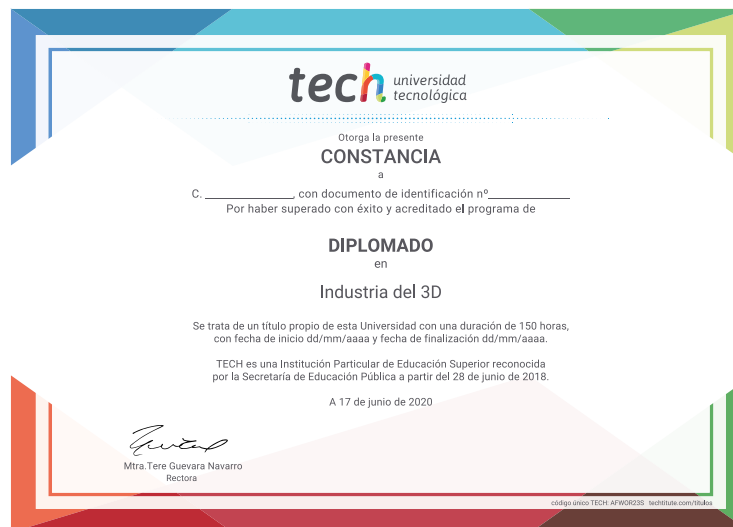 tech universidad
tecnológica
Otorga la presente
CONSTANCIA
a
C. ______________, con documento de identificación nº_____________
Por haber superado con éxito y acreditado el programa de
DIPLOMADO
en
Industria del 3D
Se trata de un título propio de esta Universidad con una duración de 150 horas,
con fecha de inicio dd/mm/aaaa y fecha de finalización dd/mm/aaaa.
TECH es una Institución Particular de Educación Superior reconocida
por la Secretaría de Educación Pública a partir del 28 de junio de 2018.
A 17 de junio de 2020
Mtra.Tere Guevara Navarro
Rectora
código único TECH: AFWOR23S techtitute.com/titulos